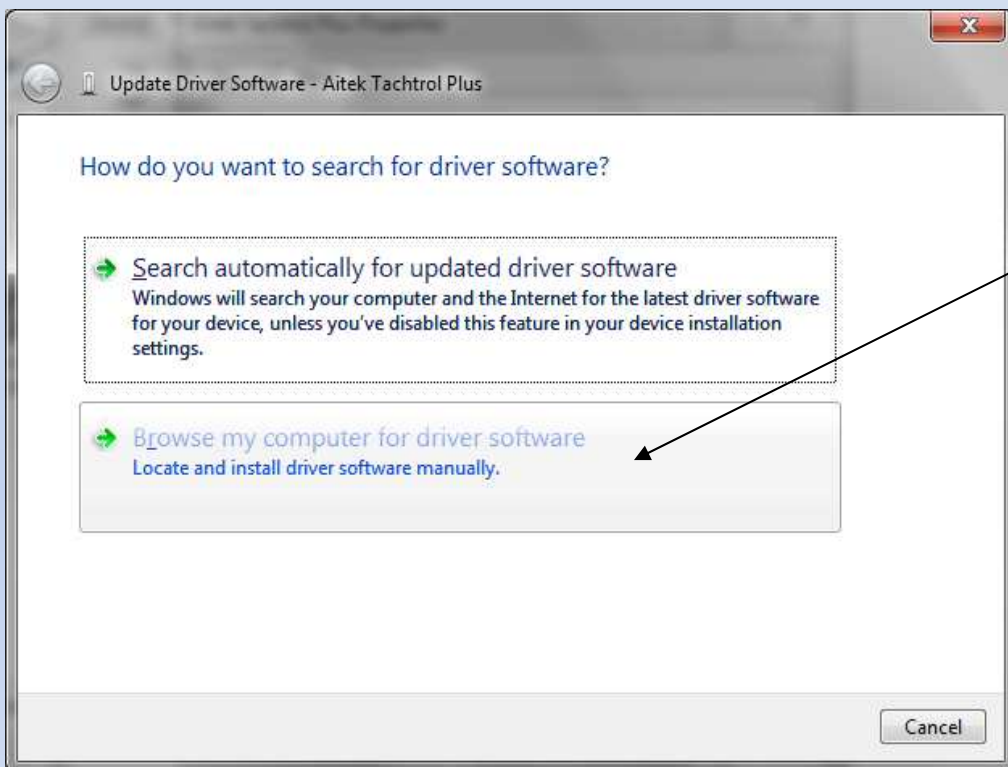 Update Driver Software - Aitek Tachtrol Plus
How do you want to search for driver software?
Search automatically for updated driver software
Windows will search your computer and the Internet for the latest driver software
for your device, unless you've disabled this feature in your device installation
settings.
Browse my computer for driver software
Locate and install driver software manually.
Cancel